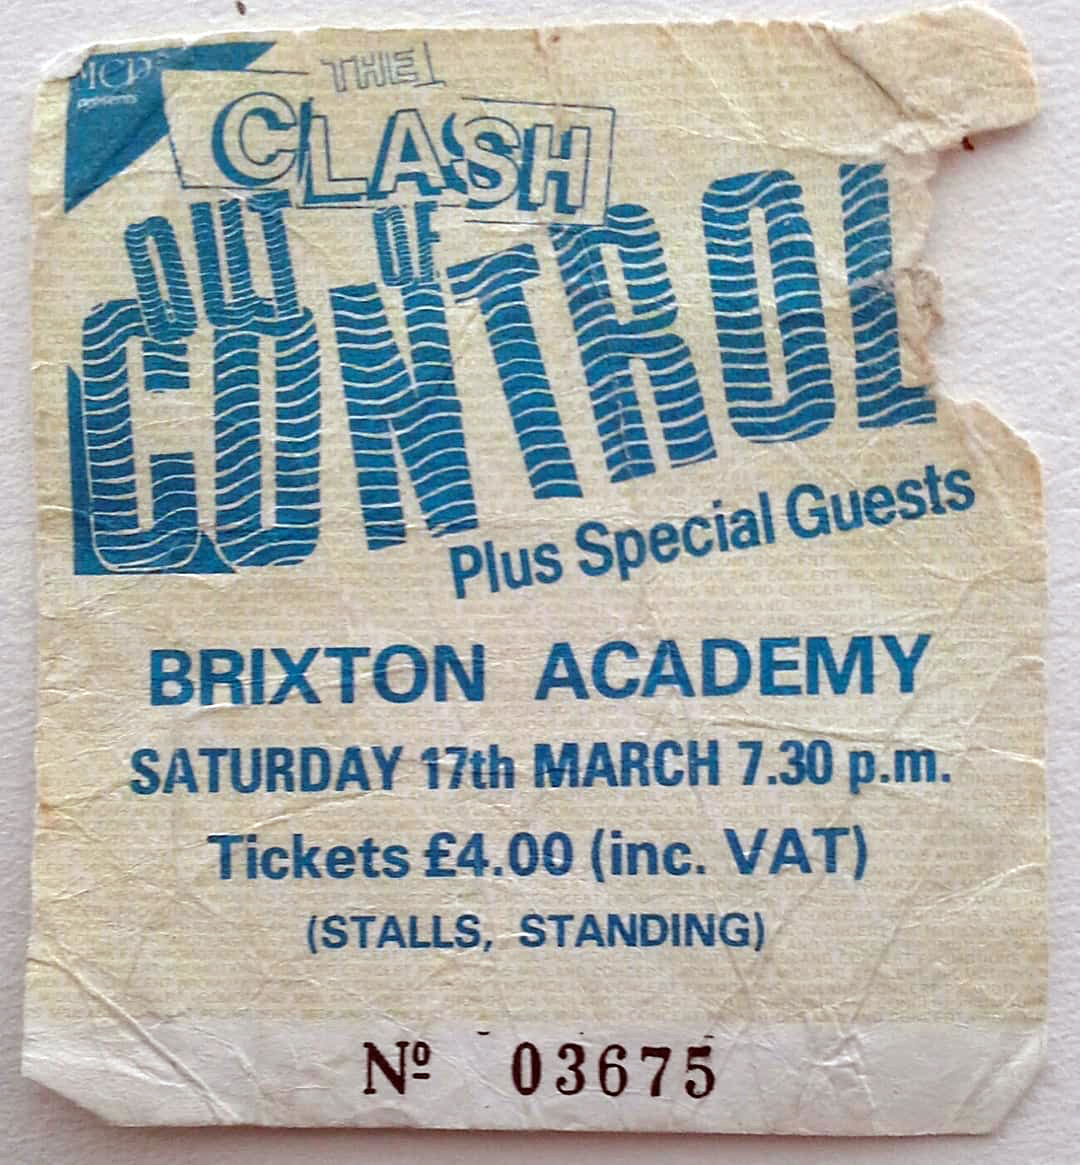 MCP
presents
THE
CLASH
OUT OF
CONTROL
Plus Special Guests
BRIXTON ACADEMY
SATURDAY 17th MARCH 7.30 p.m.
Tickets £4.00 (inc. VAT)
(STALLS, STANDING)
Nº 03675